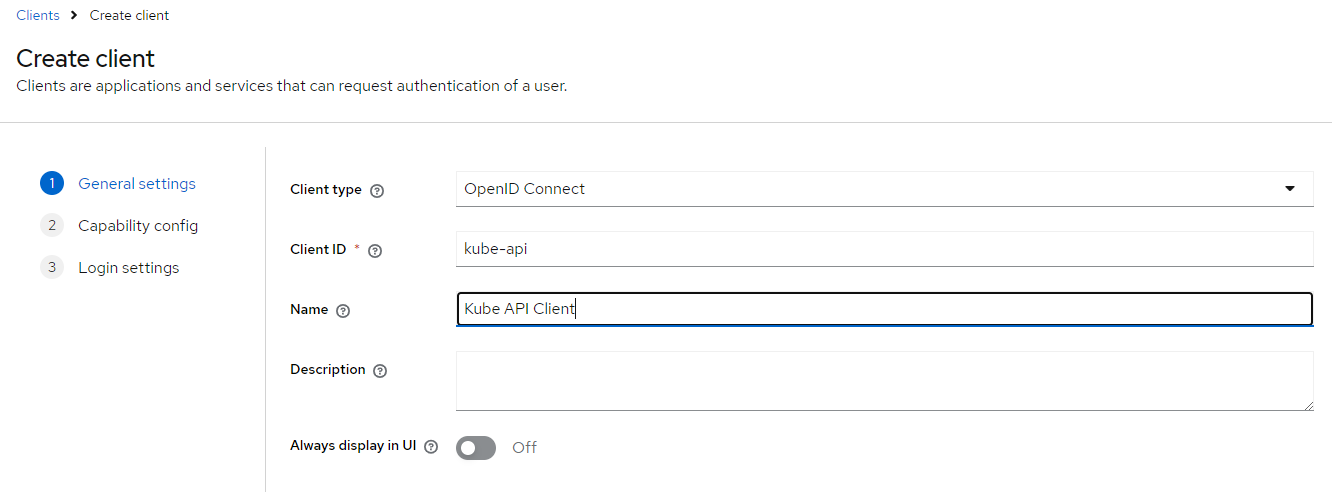 Clients > Create client
Create client
Clients are applications and services that can request authentication of a user.
1 General settings
2 Capability config
3 Login settings
Client type ? OpenID Connect
Client ID * ? kube-api
Name ? Kube API Client
Description ?
Always display in UI ? Off